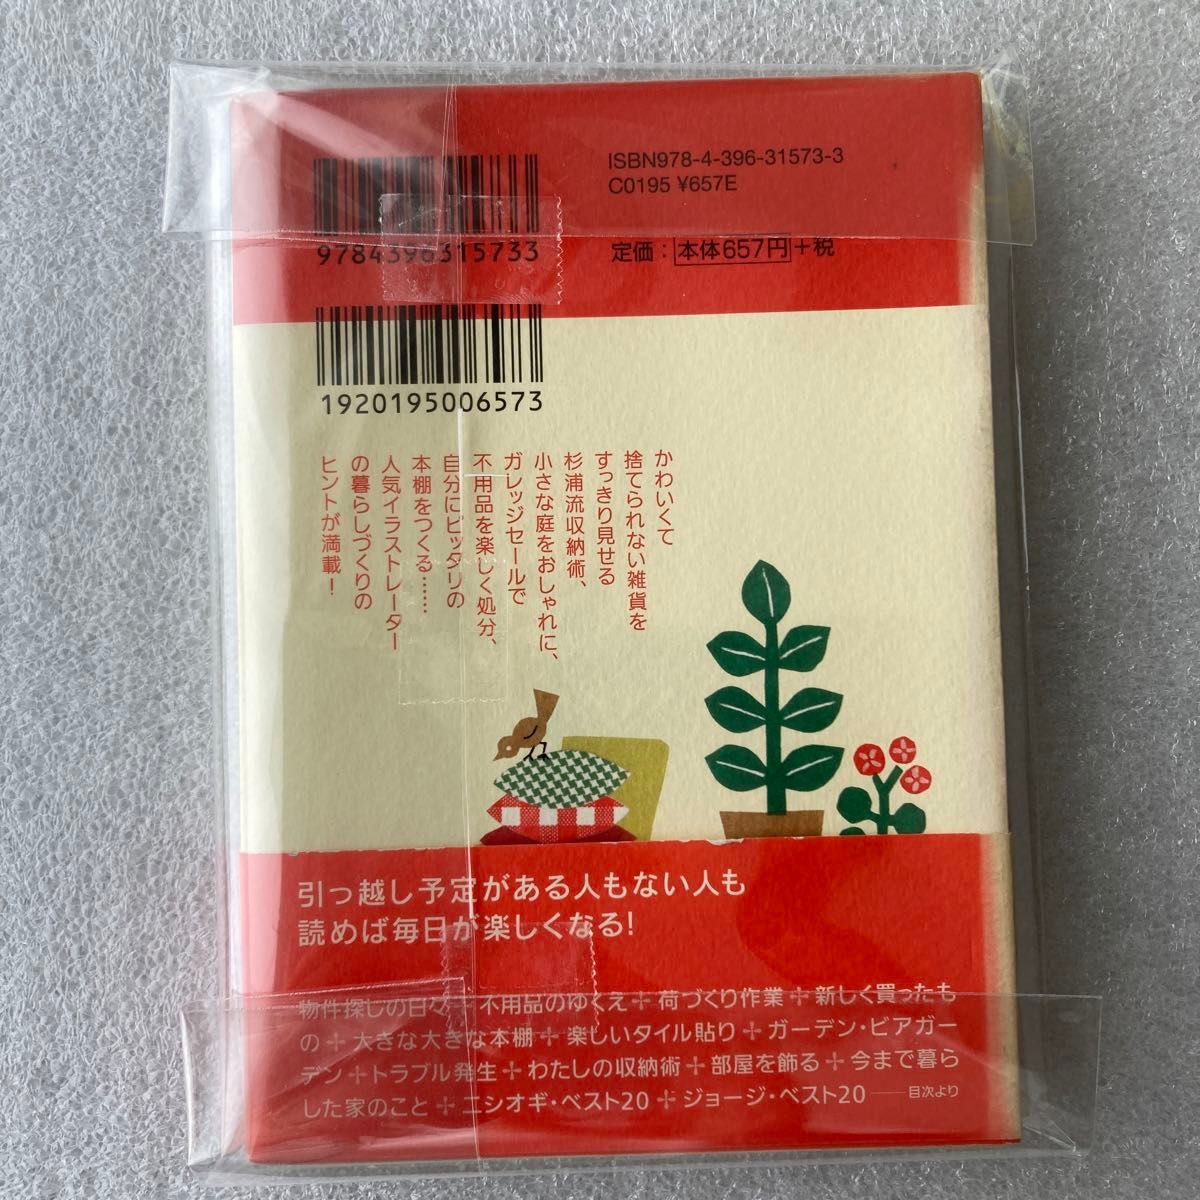 ISBN978-4-396-31573-3
C0195 ¥657E
9784396315733
定価：本体657円+税
1920195006573
かわいくて
捨てられない雑貨を
すっきり見せる
杉浦流収納術、
小さな庭をおしゃれに、
ガレッジセールで
不用品を楽しく処分、
自分にピッタリの
本棚をつくる……
人気イラストレーター
の暮らしづくりの
ヒントが満載！
引っ越し予定がある人もない人も
読めば毎日が楽しくなる!
物件探しの日々＋不用品のゆくえ＋荷づくり作業＋新しく買ったも
の＋大きな大きな本棚＋楽しいタイル貼り＋ガーデン・ビアガー
デン＋トラブル発生＋わたしの収納術＋部屋を飾る＋今まで暮ら
した家のこと＋ニシオギ・ベスト20＋ジョージ・ベスト20——目次より